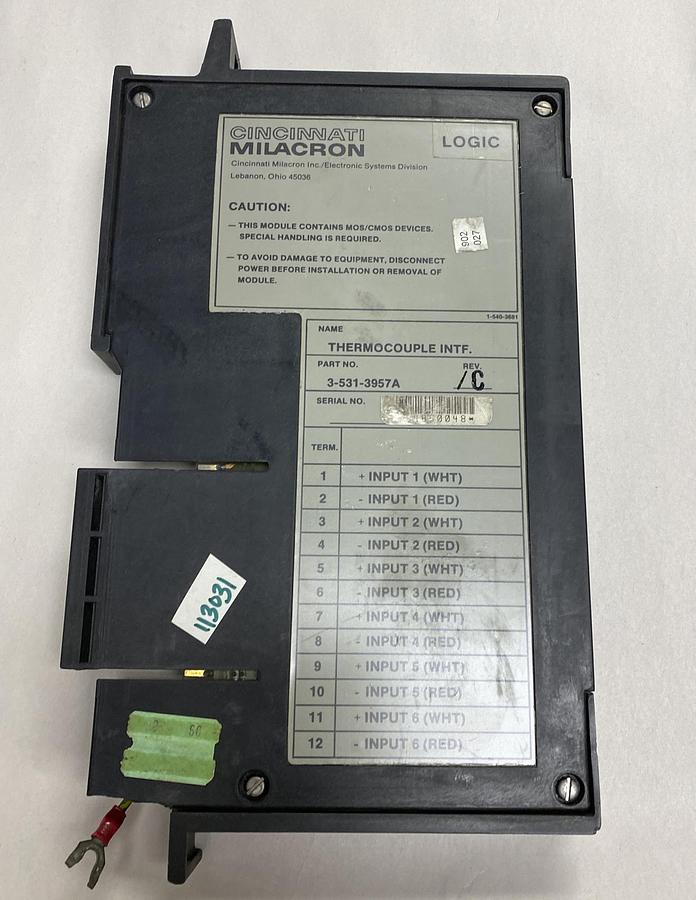 CINCINNATI
MILACRON
LOGIC
Cincinnati Milacron Inc./Electronic Systems Division
Lebanon, Ohio 45036
CAUTION:
— THIS MODULE CONTAINS MOS/CMOS DEVICES.
SPECIAL HANDLING IS REQUIRED.
902
027
— TO AVOID DAMAGE TO EQUIPMENT, DISCONNECT
POWER BEFORE INSTALLATION OR REMOVAL OF
MODULE.
1-540-3681
NAME
THERMOCOUPLE INTF.
PART NO.
REV.
3-531-3957A
/C
SERIAL NO.
TERM.
1 + INPUT 1 (WHT)
2 - INPUT 1 (RED)
3 + INPUT 2 (WHT)
4 - INPUT 2 (RED)
5 + INPUT 3 (WHT)
6 - INPUT 3 (RED)
7 + INPUT 4 (WHT)
8 - INPUT 4 (RED)
9 + INPUT 5 (WHT)
10 - INPUT 5 (RED)
11 + INPUT 6 (WHT)
12 - INPUT 6 (RED)
113031